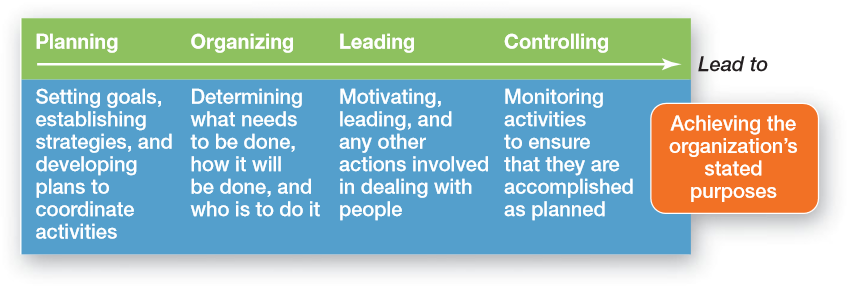 Planning
Organizing
Leading
Controlling
Lead to
Setting goals,
establishing
strategies, and
developing
plans to
coordinate
activities
Determining
what needs
to be done,
how it will
be done, and
who is to do it
Motivating,
leading, and
any other
actions involved
in dealing with
people
Monitoring
activities
to ensure
that they are
accomplished
as planned
Achieving the
organization's
stated
purposes